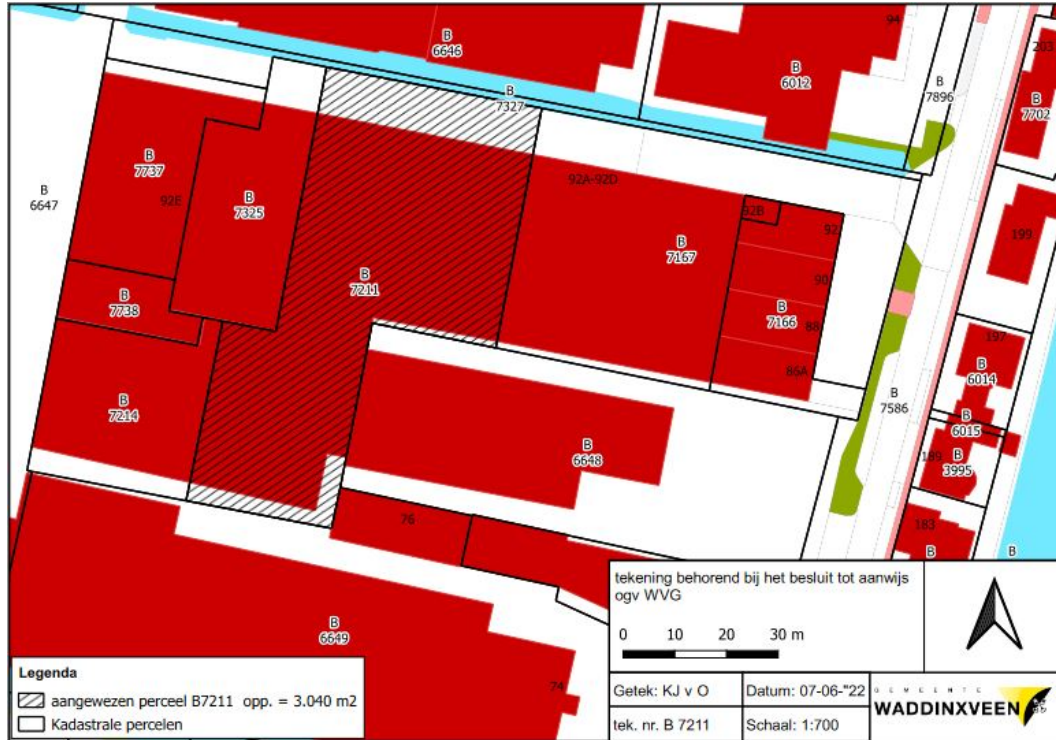 94
B
6646
203
B
6012
B
7896
B
7327
B
7702
B
7737
92A-92D
B
6647
92E
B
7325
92B
92
199
B
7167
B
7211
90
B
7738
B
7166
88
197
B
6014
86A
B
7214
B
7586
B
6015
B
6648
189
B
3995
76
183
B
B
B
6649
74
tekening behorend bij het besluit tot aanwijs
ogv WVG
0 10 20 30 m
Legenda
aangewezen perceel B7211 opp. = 3.040 m2
Kadastrale percelen
Getek: KJ v O
Datum: 07-06-"22
tek. nr. B 7211
Schaal: 1:700
GEMEENTE
WADDINXVEEN